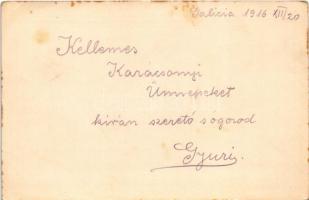 Galicia 1916 XII/20
Kellemes
Karácsonyi
Ünnepeket
kíván szerető sógorod
Gyuri.